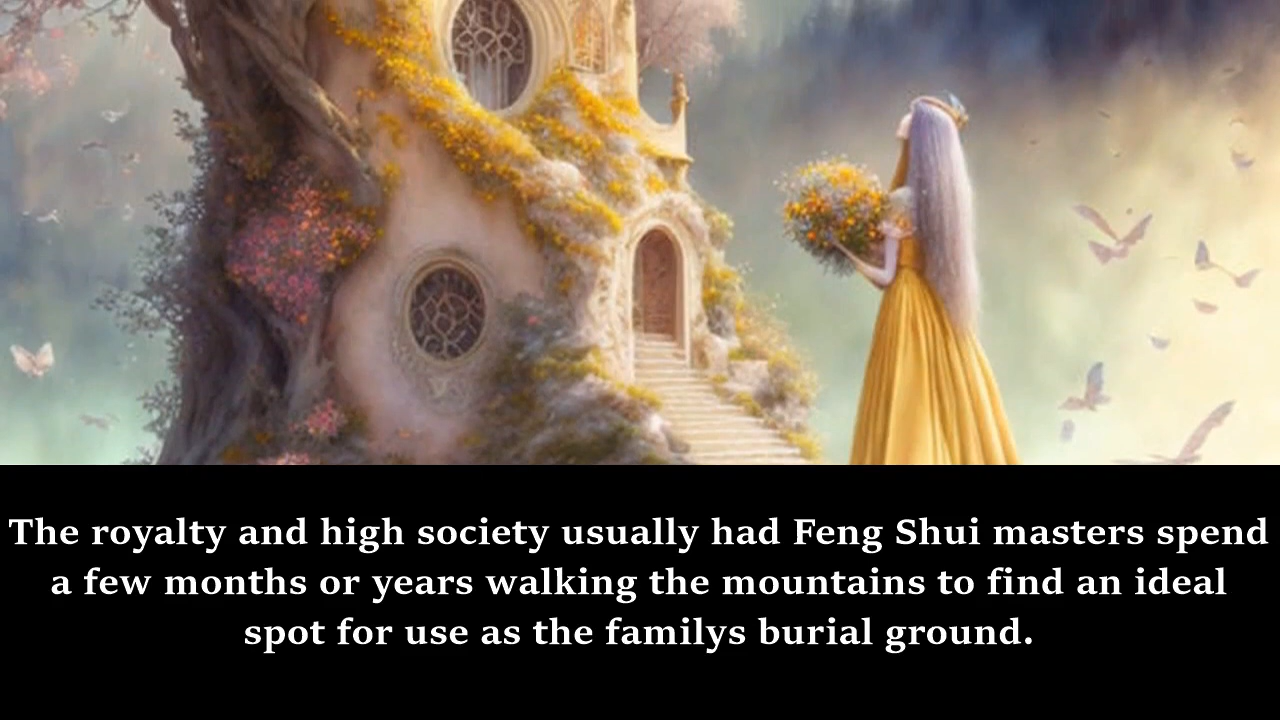 The royalty and high society usually had Feng Shui masters spend
a few months or years walking the mountains to find an ideal
spot for use as the familys burial ground.